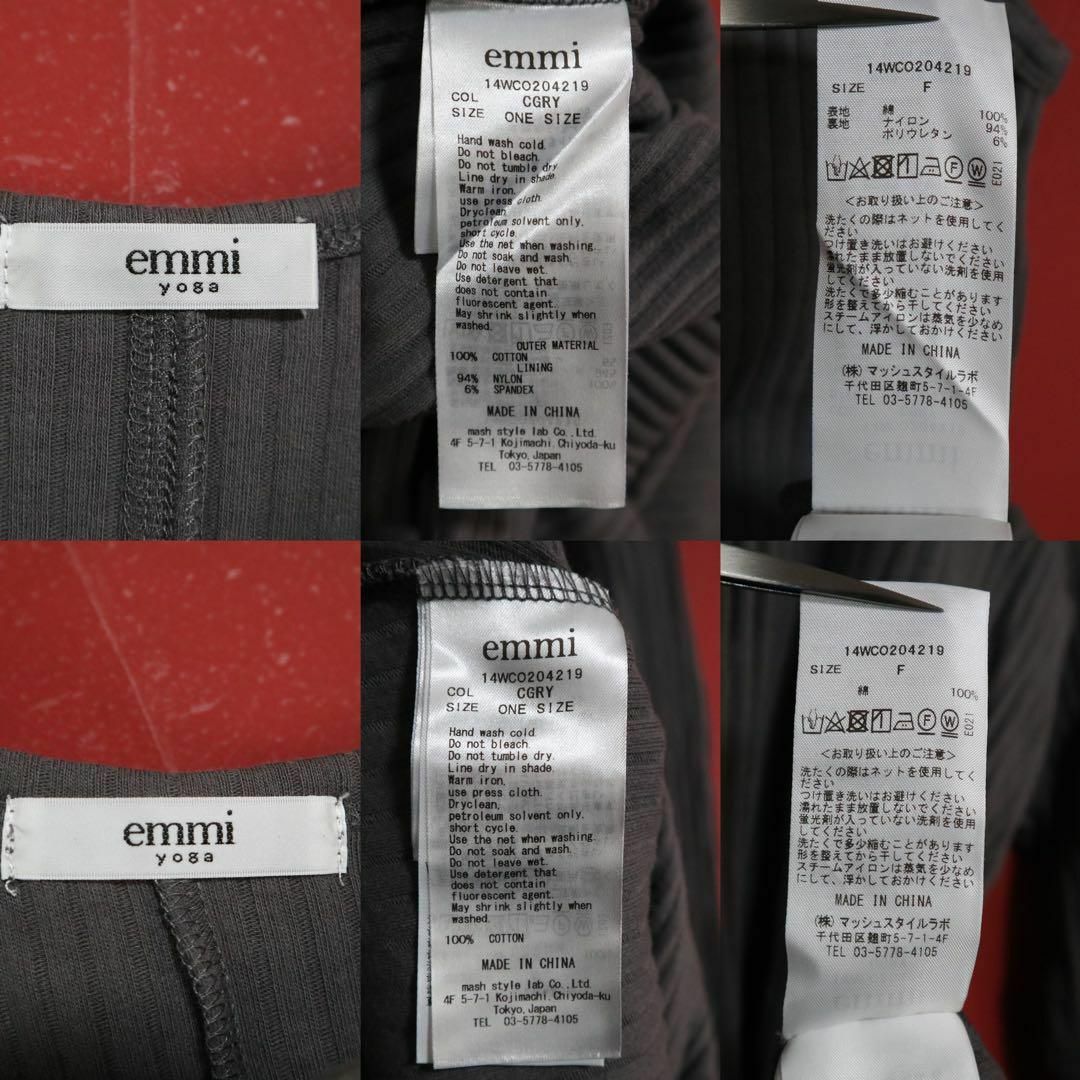 emmi
yoga
emmi
14WCO204219
COL CGRY
SIZE ONE SIZE
Hand wash cold.
Do not bleach.
Do not tumble dry.
Line dry in shade.
Warm iron.
use press cloth.
Dryclean,
petroleum solvent only.
short cycle.
Use the net when washing.
Do not soak and wash.
Do not leave wet.
Use detergent that
does not contain
fluorescent agent.
May shrink slightly when
washed.
OUTER MATERIAL
100% COTTON
LINING
94% NYLON
6% SPANDEX
MADE IN CHINA
mash style lab Co.,Ltd.
4F 5-7-1 Kojimachi.Chiyoda-ku
Tokyo,Japan
TEL 03-5778-4105
14WCO204219
SIZE F
表地 綿 100%
裏地 ナイロン 94%
ポリウレタン 6%
E021
<お取り扱い上のご注意>
洗たくの際はネットを使用してく
ださい
つけ置き洗いはお避けください
濡れたまま放置しないでください
蛍光剤が入っていない洗剤を使用
してください
洗たくで多少縮むことがあります
形を整えてから干してください
スチームアイロンは蒸気を少なめ
にして、浮かしておかけください
MADE IN CHINA
(株)マッシュスタイルラボ
千代田区麹町5-7-1-4F
TEL 03-5778-4105
emmi
yoga
emmi
14WCO204219
COL CGRY
SIZE ONE SIZE
Hand wash cold.
Do not bleach.
Do not tumble dry.
Line dry in shade.
Warm iron.
use press cloth.
Dryclean,
petroleum solvent only.
short cycle.
Use the net when washing.
Do not soak and wash.
Do not leave wet.
Use detergent that
does not contain
fluorescent agent.
May shrink slightly when
washed.
100% COTTON
MADE IN CHINA
mash style lab Co.,Ltd.
4F 5-7-1 Kojimachi.Chiyoda-ku
Tokyo,Japan
TEL 03-5778-4105
14WCO204219
SIZE F
綿 100%
E021
<お取り扱い上のご注意>
洗たくの際はネットを使用してく
ださい
つけ置き洗いはお避けください
濡れたまま放置しないでください
蛍光剤が入っていない洗剤を使用
してください
洗たくで多少縮むことがあります
形を整えてから干してください
スチームアイロンは蒸気を少なめ
にして、浮かしておかけください
MADE IN CHINA
(株)マッシュスタイルラボ
千代田区麹町5-7-1-4F
TEL 03-5778-4105